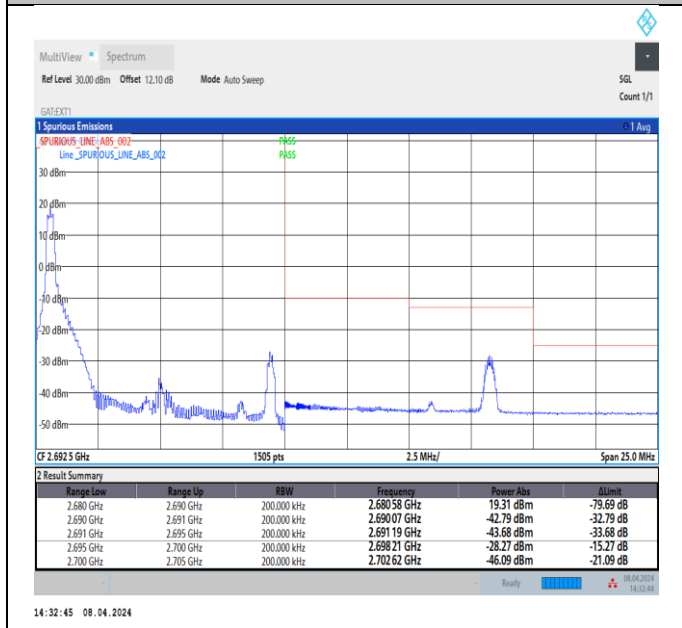 MultiView Spectrum
Ref Level 30.00 dBm Offset 12.10 dB Mode Auto Sweep SGL
Count 1/1
GAT:EXT1
1 Spurious Emissions 1 Avg
_SPURIOUS_LINE_ABS_002 PASS
Line _SPURIOUS_LINE_ABS_002 PASS
30 dBm
20 dBm
10 dBm
0 dBm
-10 dBm
-20 dBm
-30 dBm
-40 dBm
-50 dBm
CF 2.692 5 GHz 1505 pts 2.5 MHz/ Span 25.0 MHz
2 Result Summary
Range Low Range Up RBW Frequency Power Abs ΔLimit
2.680 GHz 2.690 GHz 200.000 kHz 2.680 58 GHz 19.31 dBm -79.69 dB
2.690 GHz 2.691 GHz 200.000 kHz 2.690 07 GHz -42.79 dBm -32.79 dB
2.691 GHz 2.695 GHz 200.000 kHz 2.691 19 GHz -43.68 dBm -33.68 dB
2.695 GHz 2.700 GHz 200.000 kHz 2.698 21 GHz -28.27 dBm -15.27 dB
2.700 GHz 2.705 GHz 200.000 kHz 2.702 62 GHz -46.09 dBm -21.09 dB
Ready 08.04.2024
14:32:44
14:32:45 08.04.2024